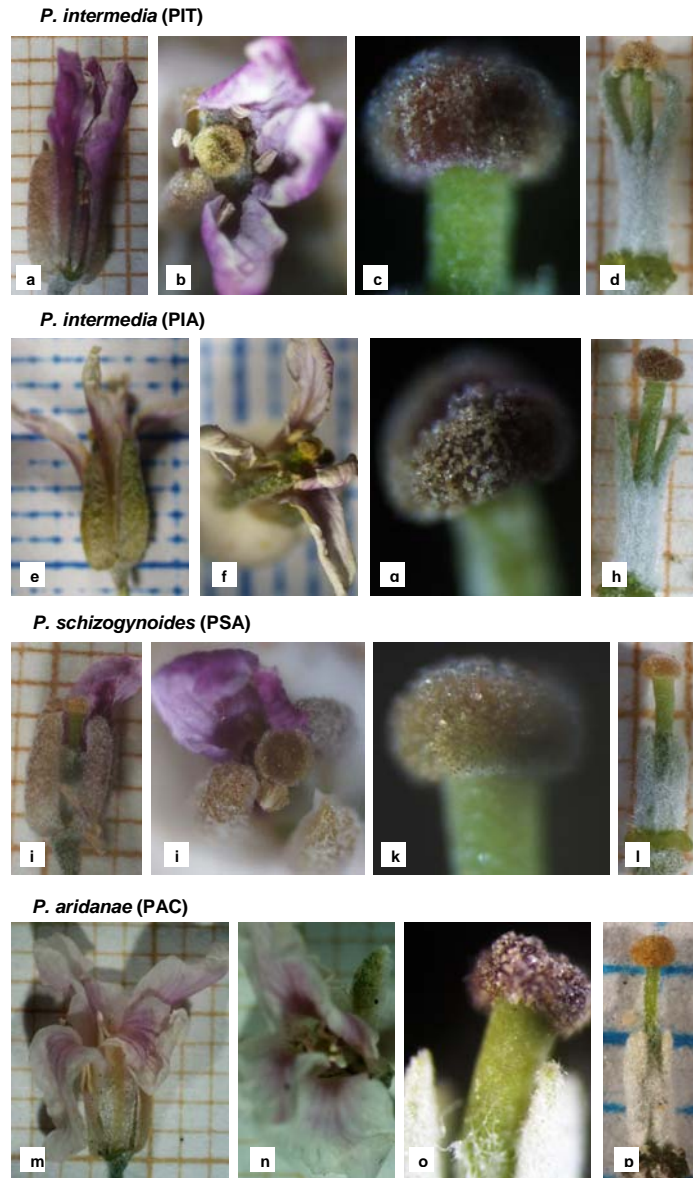 P. intermedia (PIT)
a b c d
P. intermedia (PIA)
e f g h
P. schizogynoides (PSA)
i j k l
P. aridanae (PAC)
m n o p